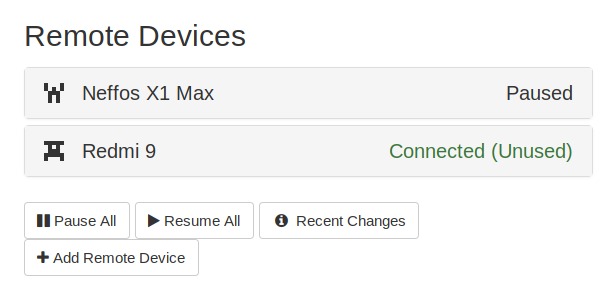 Remote Devices
Neffos X1 Max Paused
Redmi 9 Connected (Unused)
Pause All Resume All Recent Changes
Add Remote Device